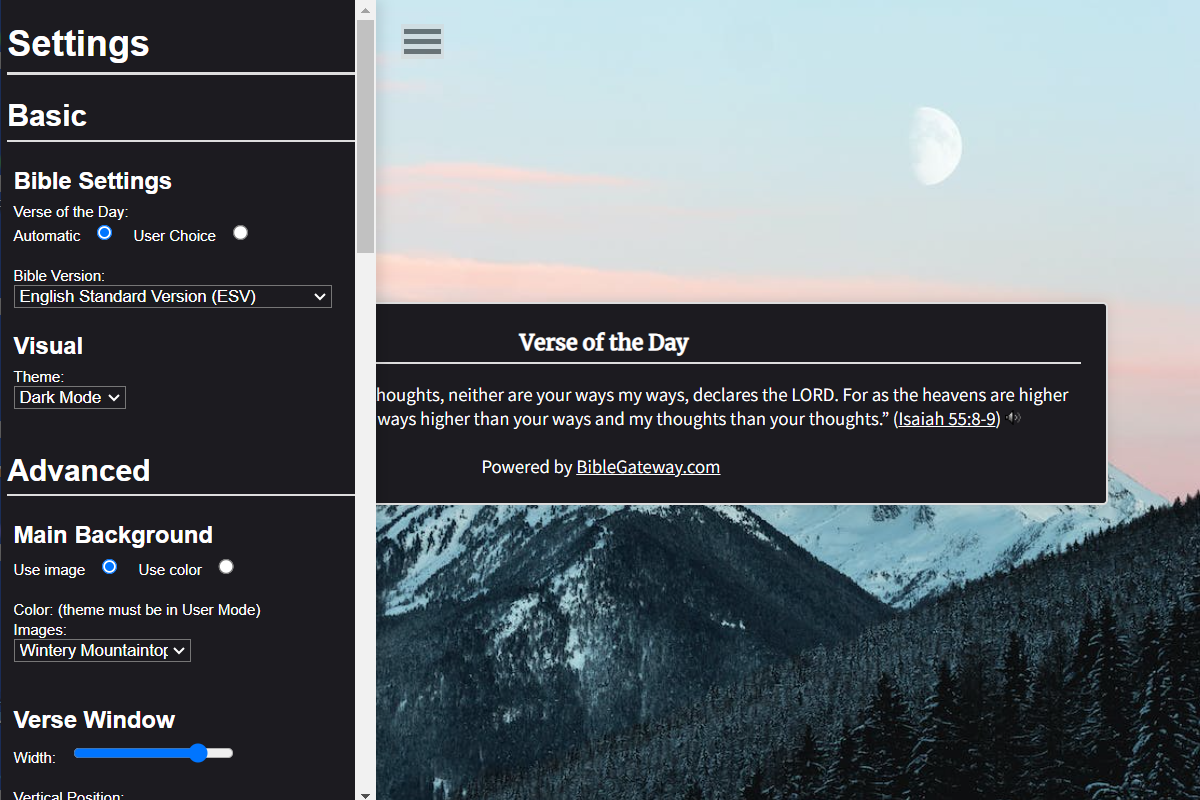 Settings
Basic
Bible Settings
Verse of the Day:
Automatic User Choice
Bible Version:
English Standard Version (ESV)
Visual
Theme:
Dark Mode
Advanced
Main Background
Use image Use color
Color: (theme must be in User Mode)
Images:
Wintery Mountaintop
Verse Window
Width:
Vertical Position:
Verse of the Day
houghts, neither are your ways my ways, declares the LORD. For as the heavens are higher
ways higher than your ways and my thoughts than your thoughts.” (Isaiah 55:8-9)
Powered by BibleGateway.com